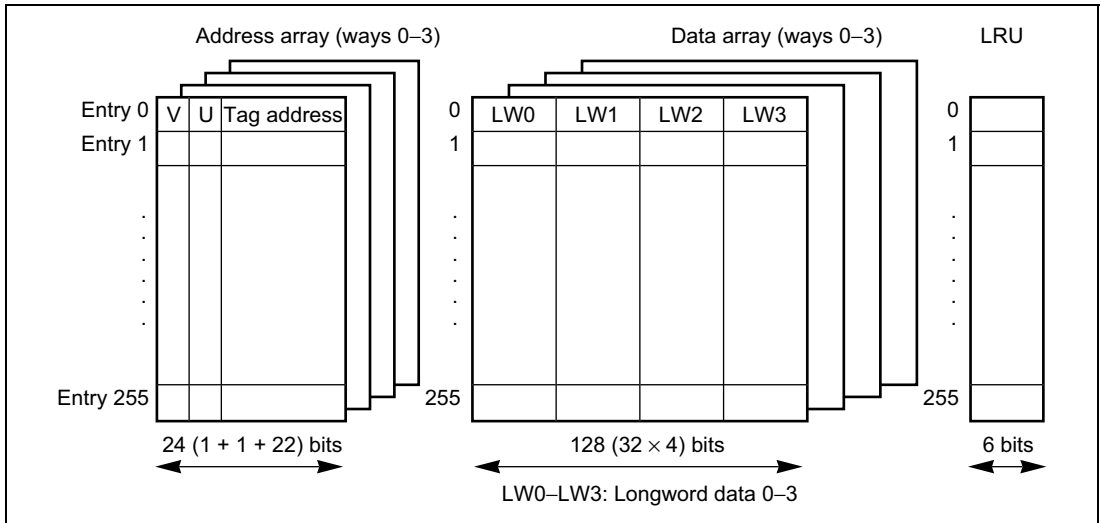 Address array (ways 0–3) Data array (ways 0–3) LRU
Entry 0 V U Tag address 0 LW0 LW1 LW2 LW3 0
Entry 1 1 1
. . .
. . .
. . .
. . .
. . .
. . .
Entry 255 255 255
24 (1 + 1 + 22) bits 128 (32 × 4) bits 6 bits
LW0–LW3: Longword data 0–3